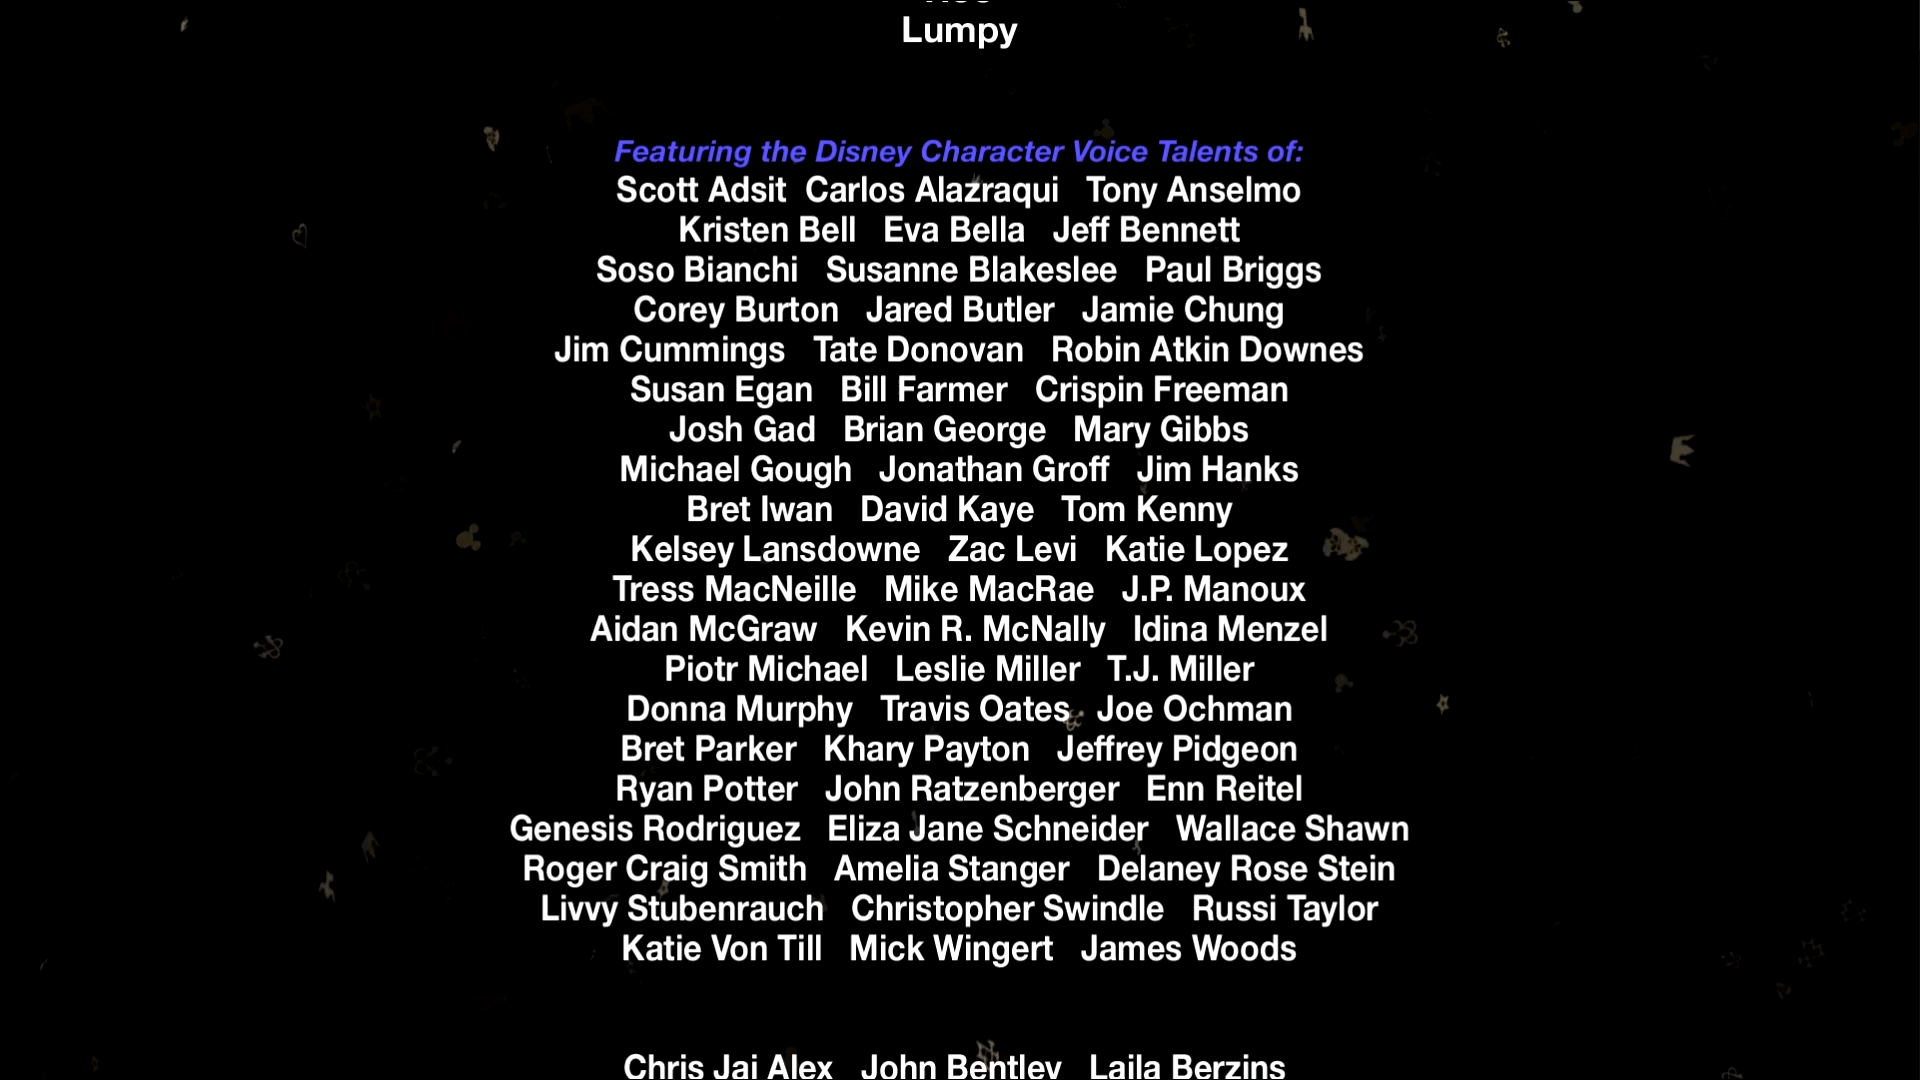 Lumpy
Featuring the Disney Character Voice Talents of:
Scott Adsit Carlos Alazraqui Tony Anselmo
Kristen Bell Eva Bella Jeff Bennett
Soso Bianchi Susanne Blakeslee Paul Briggs
Corey Burton Jared Butler Jamie Chung
Jim Cummings Tate Donovan Robin Atkin Downes
Susan Egan Bill Farmer Crispin Freeman
Josh Gad Brian George Mary Gibbs
Michael Gough Jonathan Groff Jim Hanks
Bret Iwan David Kaye Tom Kenny
Kelsey Lansdowne Zac Levi Katie Lopez
Tress MacNeille Mike MacRae J.P. Manoux
Aidan McGraw Kevin R. McNally Idina Menzel
Piotr Michael Leslie Miller T.J. Miller
Donna Murphy Travis Oates Joe Ochman
Bret Parker Khary Payton Jeffrey Pidgeon
Ryan Potter John Ratzenberger Enn Reitel
Genesis Rodriguez Eliza Jane Schneider Wallace Shawn
Roger Craig Smith Amelia Stanger Delaney Rose Stein
Livvy Stubenrauch Christopher Swindle Russi Taylor
Katie Von Till Mick Wingert James Woods
Chris Jai Alex John Bentley Laila Berzins